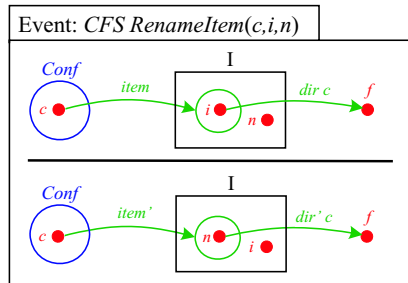 Event: CFS RenameItem(c,i,n)
I
Conf
item
dir c
f
c
i
n
I
Conf
item'
dir' c
f
c
n
i